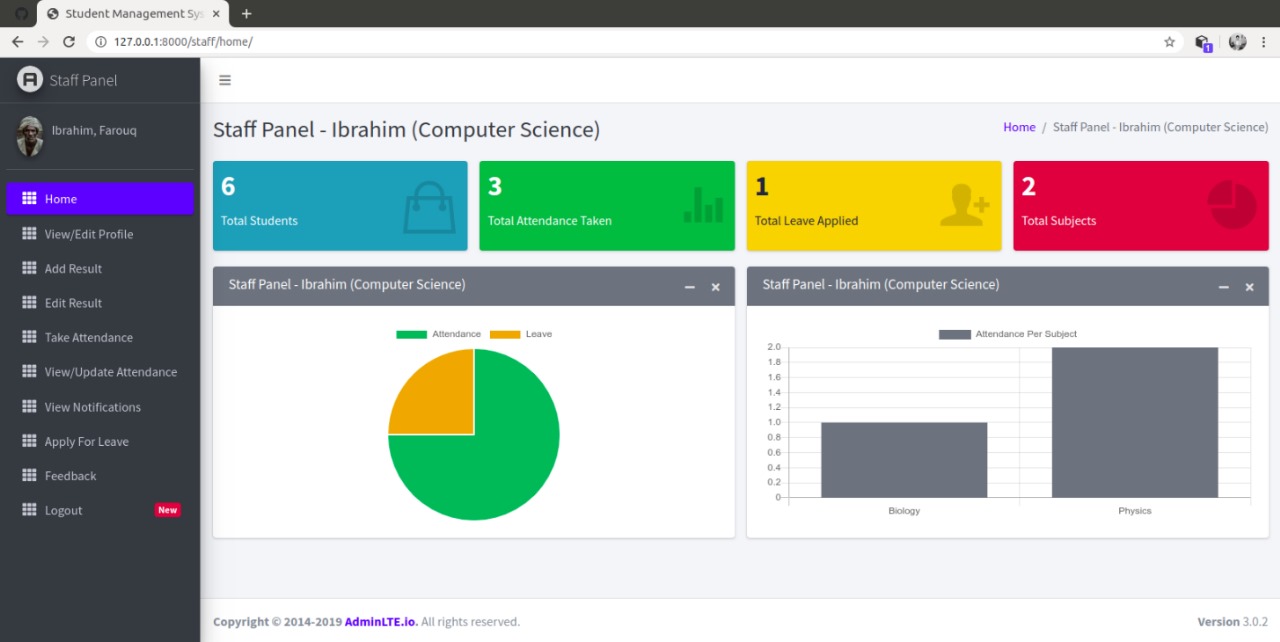 Student Management Sys
127.0.0.1:8000/staff/home/
1
Staff Panel
Ibrahim, Farouq
Home
View/Edit Profile
Add Result
Edit Result
Take Attendance
View/Update Attendance
View Notifications
Apply For Leave
Feedback
Logout New
Staff Panel - Ibrahim (Computer Science)
Home / Staff Panel - Ibrahim (Computer Science)
6
Total Students
3
Total Attendance Taken
1
Total Leave Applied
2
Total Subjects
Staff Panel - Ibrahim (Computer Science)
Attendance Leave
Staff Panel - Ibrahim (Computer Science)
Attendance Per Subject
2.0
1.8
1.6
1.4
1.2
1.0
0.8
0.6
0.4
0.2
0
Biology Physics
Copyright © 2014-2019 AdminLTE.io. All rights reserved.
Version 3.0.2